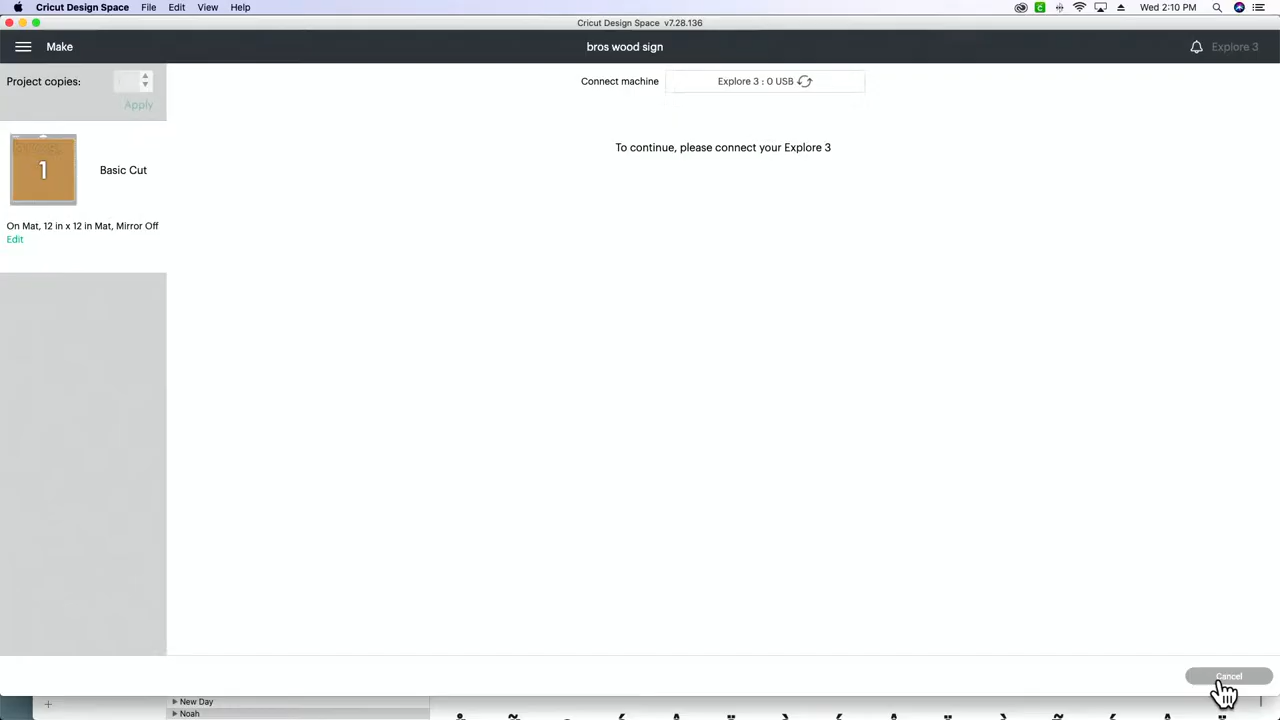 Cricut Design Space File Edit View Help Wed 2:10 PM
Cricut Design Space v7.28.136
Make bros wood sign Explore 3
Project copies: Connect machine Explore 3 : 0 USB
Apply
1 Basic Cut
To continue, please connect your Explore 3
On Mat, 12 in x 12 in Mat, Mirror Off
Edit
Cancel
New Day
Noah